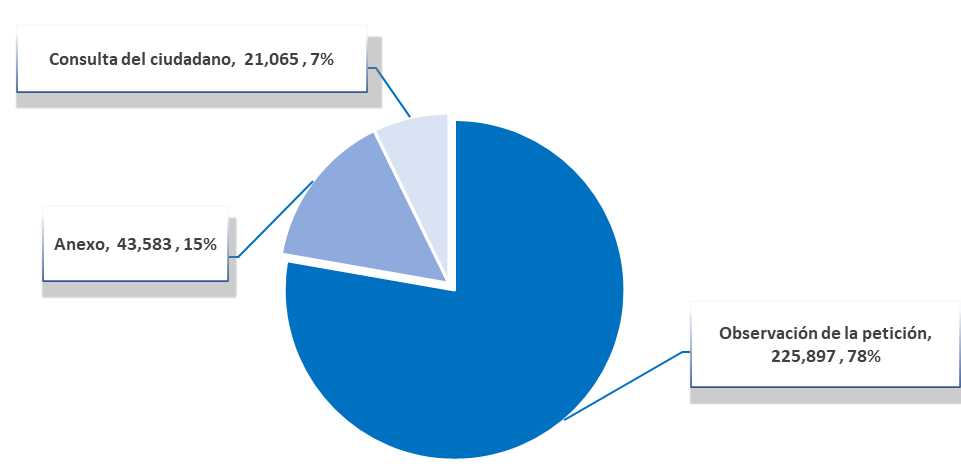 Consulta del ciudadano,  21,065 , 7%
Anexo,  43,583 , 15%
Observación de la petición,
225,897 , 78%